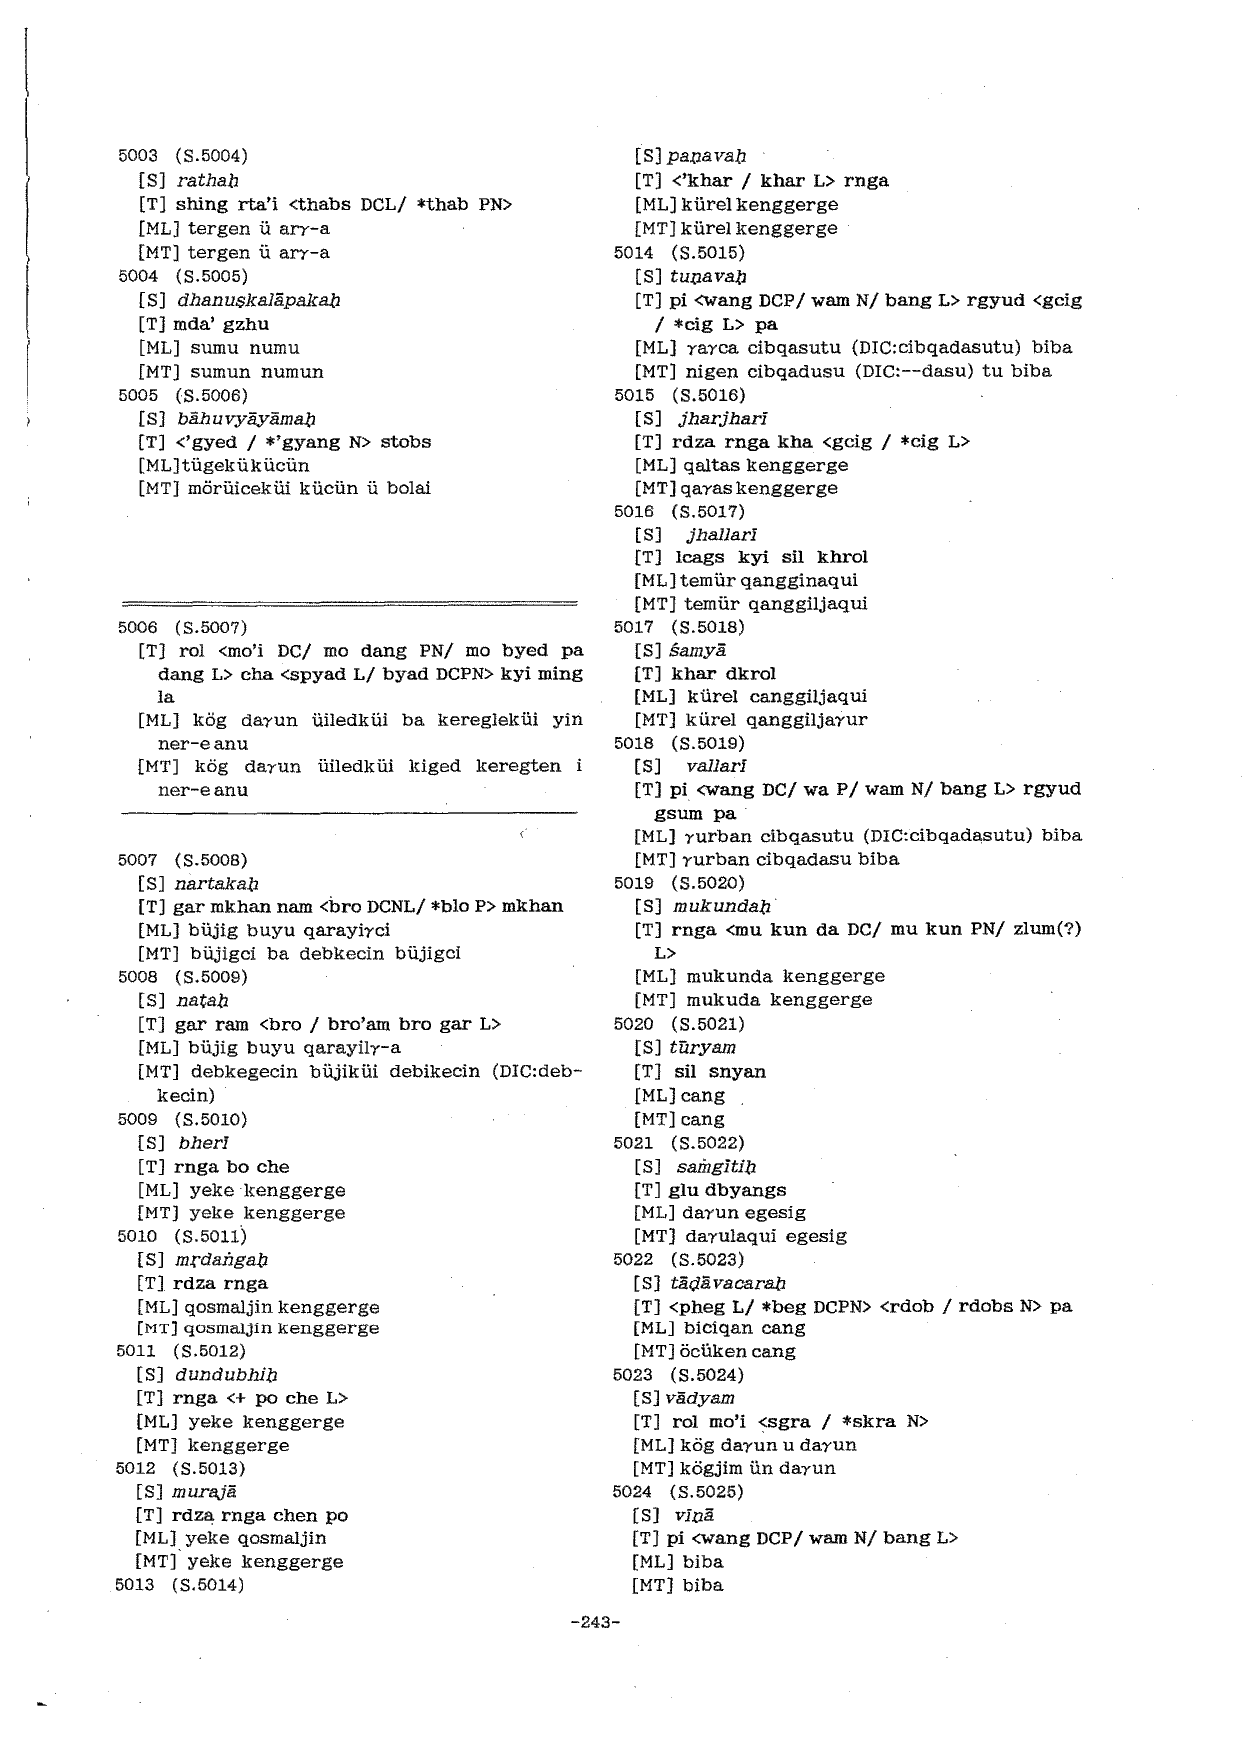 5003 (S.5004)
[S] rathaḥ
[T] shing rta'i <thabs DCL/ *thab PN>
[ML] tergen ü arγ-a
[MT] tergen ü arγ-a
5004 (S.5005)
[S] dhanuṣkalāpakaḥ
[T] mda' gzhu
[ML] sumu numu
[MT] sumun numun
5005 (S.5006)
[S] bāhuvyāyāmaḥ
[T] <'gyed / *'gyang N> stobs
[ML]tügekükücün
[MT] mörüiceküi kücün ü bolai
5006 (S.5007)
[T] rol <mo'i DC/ mo dang PN/ mo byed pa
dang L> cha <spyad L/ byad DCPN> kyi ming
la
[ML] kög daγun üiledküi ba keregleküi yin
ner-e anu
[MT] kög daγun üiledküi kiged keregten i
ner-e anu
5007 (S.5008)
[S] nartakaḥ
[T] gar mkhan nam <bro DCNL/ *blo P> mkhan
[ML] büjig buyu qarayiγci
[MT] büjigci ba debkecin büjigci
5008 (S.5009)
[S] naṭaḥ
[T] gar ram <bro / bro'am bro gar L>
[ML] büjig buyu qarayilγ-a
[MT] debkegecin büjiküi debikecin (DIC:deb-
kecin)
5009 (S.5010)
[S] bherī
[T] rnga bo che
[ML] yeke kenggerge
[MT] yeke kenggerge
5010 (S.5011)
[S] mṛdaṅgaḥ
[T] rdza rnga
[ML] qosmaljin kenggerge
[MT] qosmaljin kenggerge
5011 (S.5012)
[S] dundubhiḥ
[T] rnga <+ po che L>
[ML] yeke kenggerge
[MT] kenggerge
5012 (S.5013)
[S] murajā
[T] rdza rnga chen po
[ML] yeke qosmaljin
[MT] yeke kenggerge
5013 (S.5014)
[S] paṇavaḥ
[T] <'khar / khar L> rnga
[ML] kürel kenggerge
[MT] kürel kenggerge
5014 (S.5015)
[S] tuṇavaḥ
[T] pi <wang DCP/ wam N/ bang L> rgyud <gcig
/ *cig L> pa
[ML] γaγca cibqasutu (DIC:cibqadasutu) biba
[MT] nigen cibqadusu (DIC:--dasu) tu biba
5015 (S.5016)
[S] jharjharī
[T] rdza rnga kha <gcig / *cig L>
[ML] qaltas kenggerge
[MT] qaγas kenggerge
5016 (S.5017)
[S] jhallarī
[T] lcags kyi sil khrol
[ML] temür qangginaqui
[MT] temür qanggiljaqui
5017 (S.5018)
[S] śamyā
[T] khar dkrol
[ML] kürel canggiljaqui
[MT] kürel qanggiljaγur
5018 (S.5019)
[S] vallarī
[T] pi <wang DC/ wa P/ wam N/ bang L> rgyud
gsum pa
[ML] γurban cibqasutu (DIC:cibqadasutu) biba
[MT] γurban cibqadasu biba
5019 (S.5020)
[S] mukundaḥ
[T] rnga <mu kun da DC/ mu kun PN/ zlum(?)
L>
[ML] mukunda kenggerge
[MT] mukuda kenggerge
5020 (S.5021)
[S] tūryam
[T] sil snyan
[ML] cang
[MT] cang
5021 (S.5022)
[S] saṁgītiḥ
[T] glu dbyangs
[ML] daγun egesig
[MT] daγulaqui egesig
5022 (S.5023)
[S] tāḍāvacaraḥ
[T] <pheg L/ *beg DCPN> <rdob / rdobs N> pa
[ML] biciqan cang
[MT] öcüken cang
5023 (S.5024)
[S] vādyam
[T] rol mo'i <sgra / *skra N>
[ML] kög daγun u daγun
[MT] kögjim ün daγun
5024 (S.5025)
[S] vīṇā
[T] pi <wang DCP/ wam N/ bang L>
[ML] biba
[MT] biba
-243-